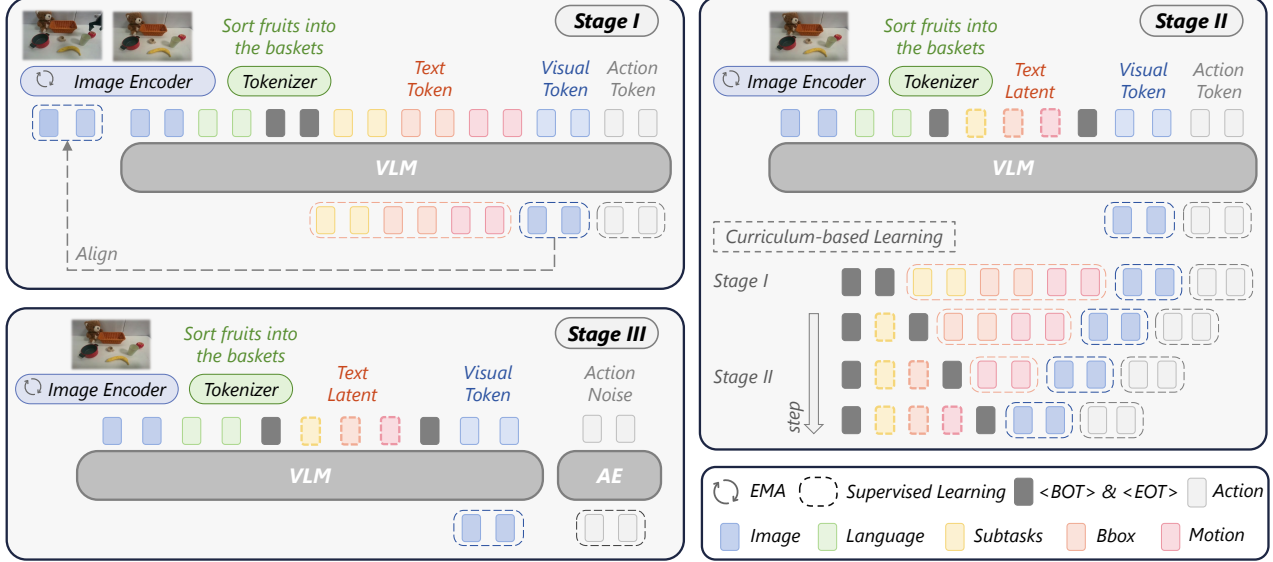 Stage I
Sort fruits into
the baskets
Image Encoder
Tokenizer
Text
Token
Visual
Token
Action
Token
VLM
Align
Stage II
Sort fruits into
the baskets
Image Encoder
Tokenizer
Text
Latent
Visual
Token
Action
Token
VLM
Curriculum-based Learning
Stage I
Stage II
step
Stage III
Sort fruits into
the baskets
Image Encoder
Tokenizer
Text
Latent
Visual
Token
Action
Noise
VLM
AE
EMA
Supervised Learning
<BOT> & <EOT>
Action
Image
Language
Subtasks
Bbox
Motion